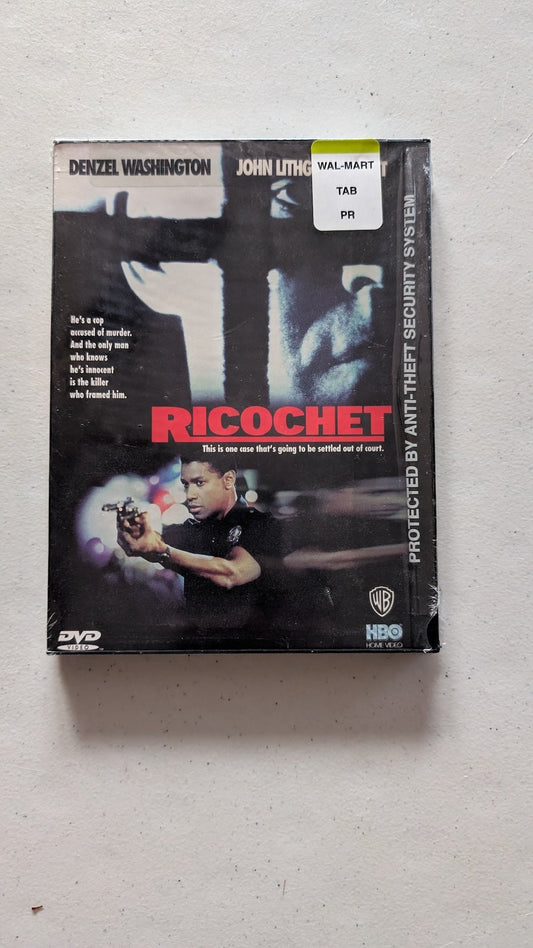 DENZEL WASHINGTON JOHN LITHG
WAL-MART
TAB
PR
He's a cop
accused of murder.
And the only man
who knows
he's innocent
is the killer
who framed him.
RICOCHET
This is one case that's going to be settled out of court.
PROTECTED BY ANTI-THEFT SECURITY SYSTEM
WB
DVD
VIDEO
HBO
HOME VIDEO